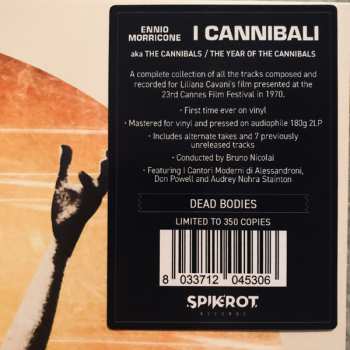 ENNIO MORRICONE I CANNIBALI
aka THE CANNIBALS / THE YEAR OF THE CANNIBALS
A complete collection of all the tracks composed and
recorded for Liliana Cavani's film presented at the
23rd Cannes Film Festival in 1970.
• First time ever on vinyl
• Mastered for vinyl and pressed on audiophile 180g 2LP
• Includes alternate takes and 7 previously
unreleased tracks
• Conducted by Bruno Nicolai
• Featuring I Cantori Moderni di Alessandroni,
Don Powell and Audrey Nohra Stainton
DEAD BODIES
LIMITED TO 350 COPIES
8 033712 045306
SPIKEROT
RECORDS